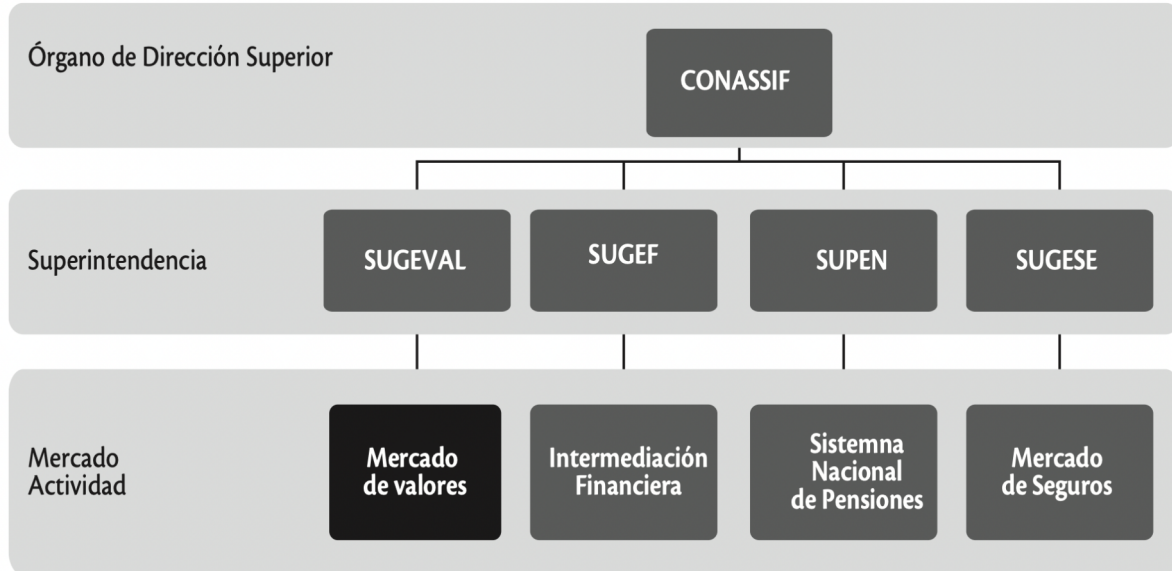 Órgano de Dirección Superior
CONASSIF
Superintendencia
SUGEVAL
SUGEF
SUPEN
SUGESE
Mercado
Actividad
Mercado
de valores
Intermediación
Financiera
Sistemna
Nacional
de Pensiones
Mercado
de Seguros